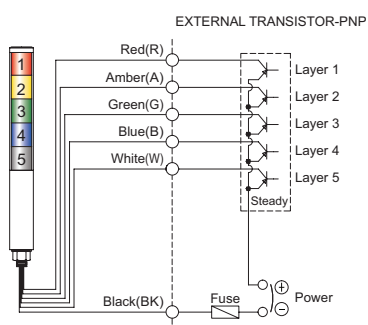 EXTERNAL TRANSISTOR-PNP
Red(R)
Layer 1
Amber(A)
Layer 2
Green(G)
Layer 3
Blue(B)
Layer 4
White(W)
Layer 5
1
2
3
4
5
Steady
Black(BK)
Fuse
+
Power
−